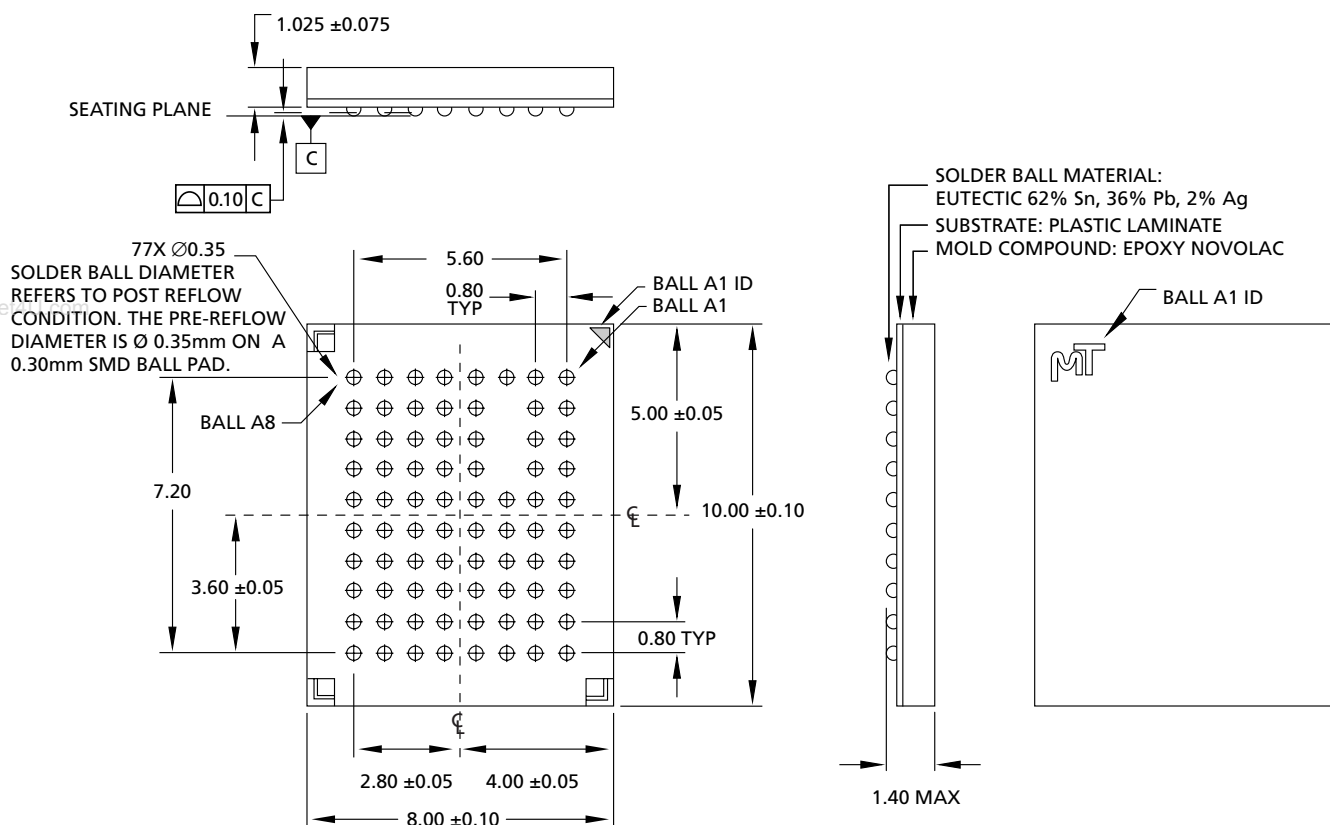 1.025 ±0.075
SEATING PLANE
C
0.10 C
77X Ø0.35
SOLDER BALL DIAMETER
REFERS TO POST REFLOW
CONDITION. THE PRE-REFLOW
DIAMETER IS Ø 0.35mm ON A
0.30mm SMD BALL PAD.
BALL A8
5.60
0.80
TYP
BALL A1 ID
BALL A1
7.20
3.60 ±0.05
5.00 ±0.05
10.00 ±0.10
℄
0.80 TYP
℄
2.80 ±0.05
4.00 ±0.05
8.00 ±0.10
SOLDER BALL MATERIAL:
EUTECTIC 62% Sn, 36% Pb, 2% Ag
SUBSTRATE: PLASTIC LAMINATE
MOLD COMPOUND: EPOXY NOVOLAC
BALL A1 ID
MT
1.40 MAX